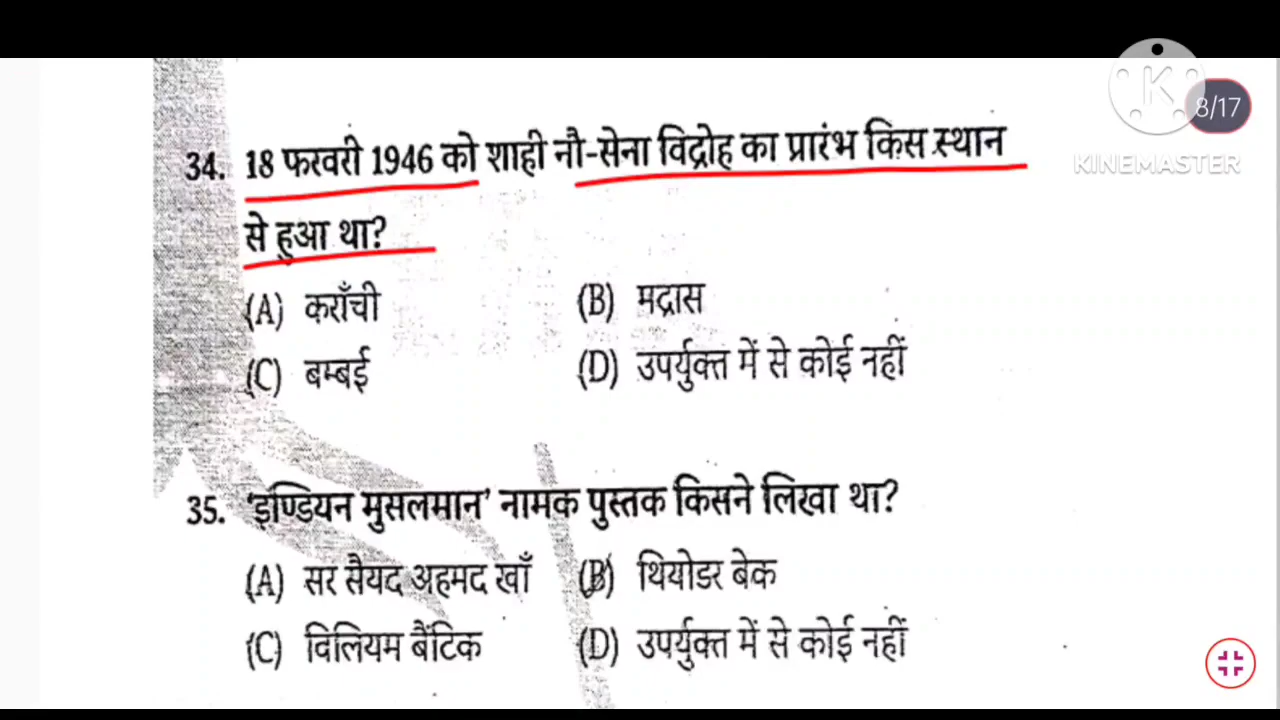 8/17
KINEMASTER
34. 18 फरवरी 1946 को शाही नौ-सेना विद्रोह का प्रारंभ किस स्थान
से हुआ था?
(A) कराँची (B) मद्रास
(C) बम्बई (D) उपर्युक्त में से कोई नहीं
35. 'इण्डियन मुसलमान' नामक पुस्तक किसने लिखा था?
(A) सर सैयद अहमद खाँ (B) थियोडर बेक
(C) विलियम बैंटिक (D) उपर्युक्त में से कोई नहीं